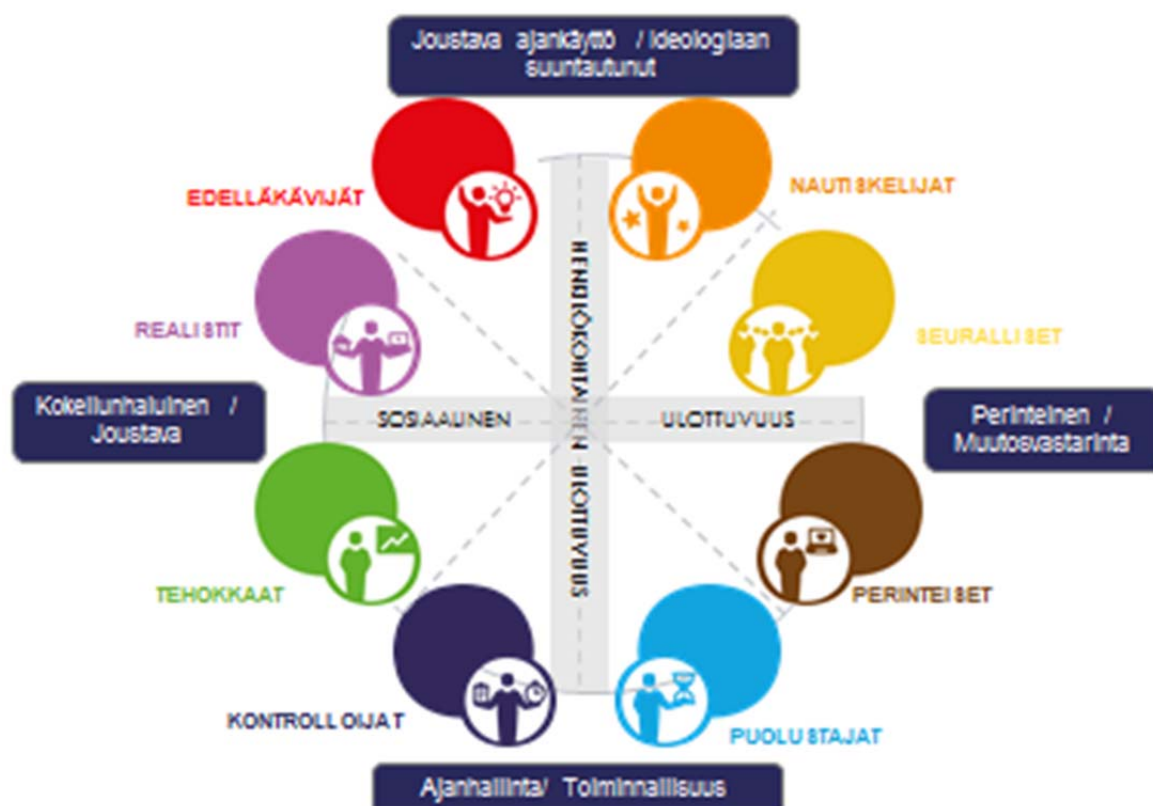 Joustava ajankäyttö / Ideologiaan
suuntautunut
EDELLÄKÄVIJÄT
NAUTISKELIJAT
REALISTIT
SEURALLISET
HENKILÖKOHTAINEN ULOTTUVUUS
Kokeilunhaluinen /
Joustava
SOSIAALINEN ULOTTUVUUS
Perinteinen /
Muutosvastarinta
TEHOKKAAT
PERINTEISET
KONTROLLOIJAT
PUOLUSTAJAT
Ajanhallinta/ Toiminnallisuus